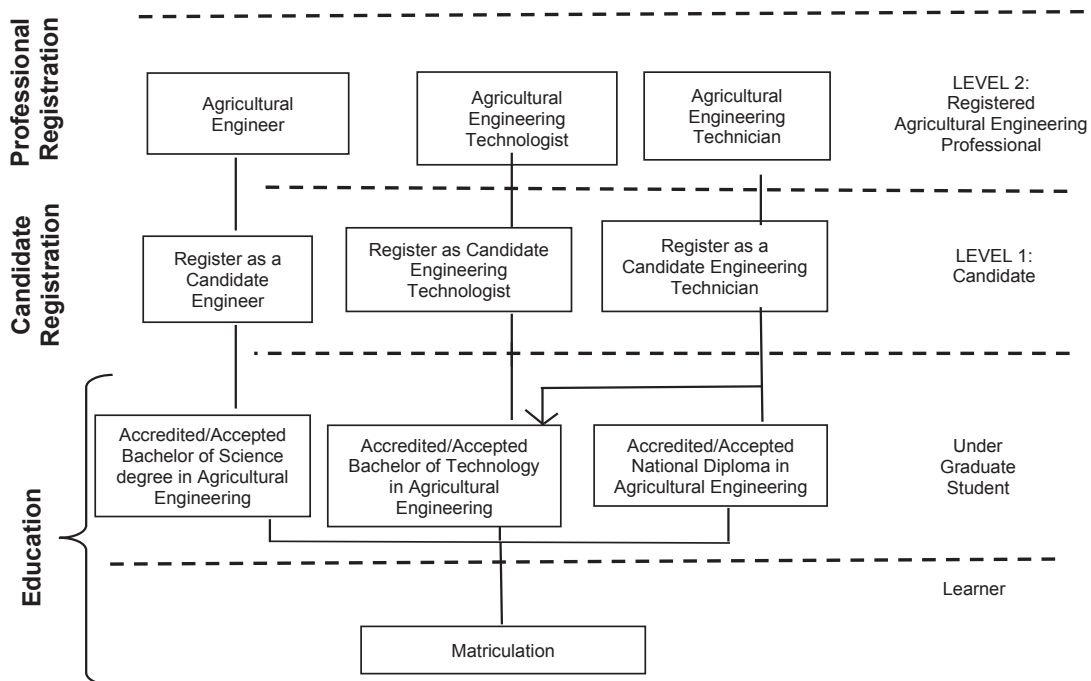 Professional
Registration
Agricultural
Engineer
Agricultural
Engineering
Technologist
Agricultural
Engineering
Technician
LEVEL 2:
Registered
Agricultural Engineering
Professional
Candidate
Registration
Register as a
Candidate
Engineer
Register as Candidate
Engineering
Technologist
Register as a
Candidate Engineering
Technician
LEVEL 1:
Candidate
Education
Accredited/Accepted
Bachelor of Science
degree in Agricultural
Engineering
Accredited/Accepted
Bachelor of Technology
in Agricultural
Engineering
Accredited/Accepted
National Diploma in
Agricultural Engineering
Under
Graduate
Student
Learner
Matriculation